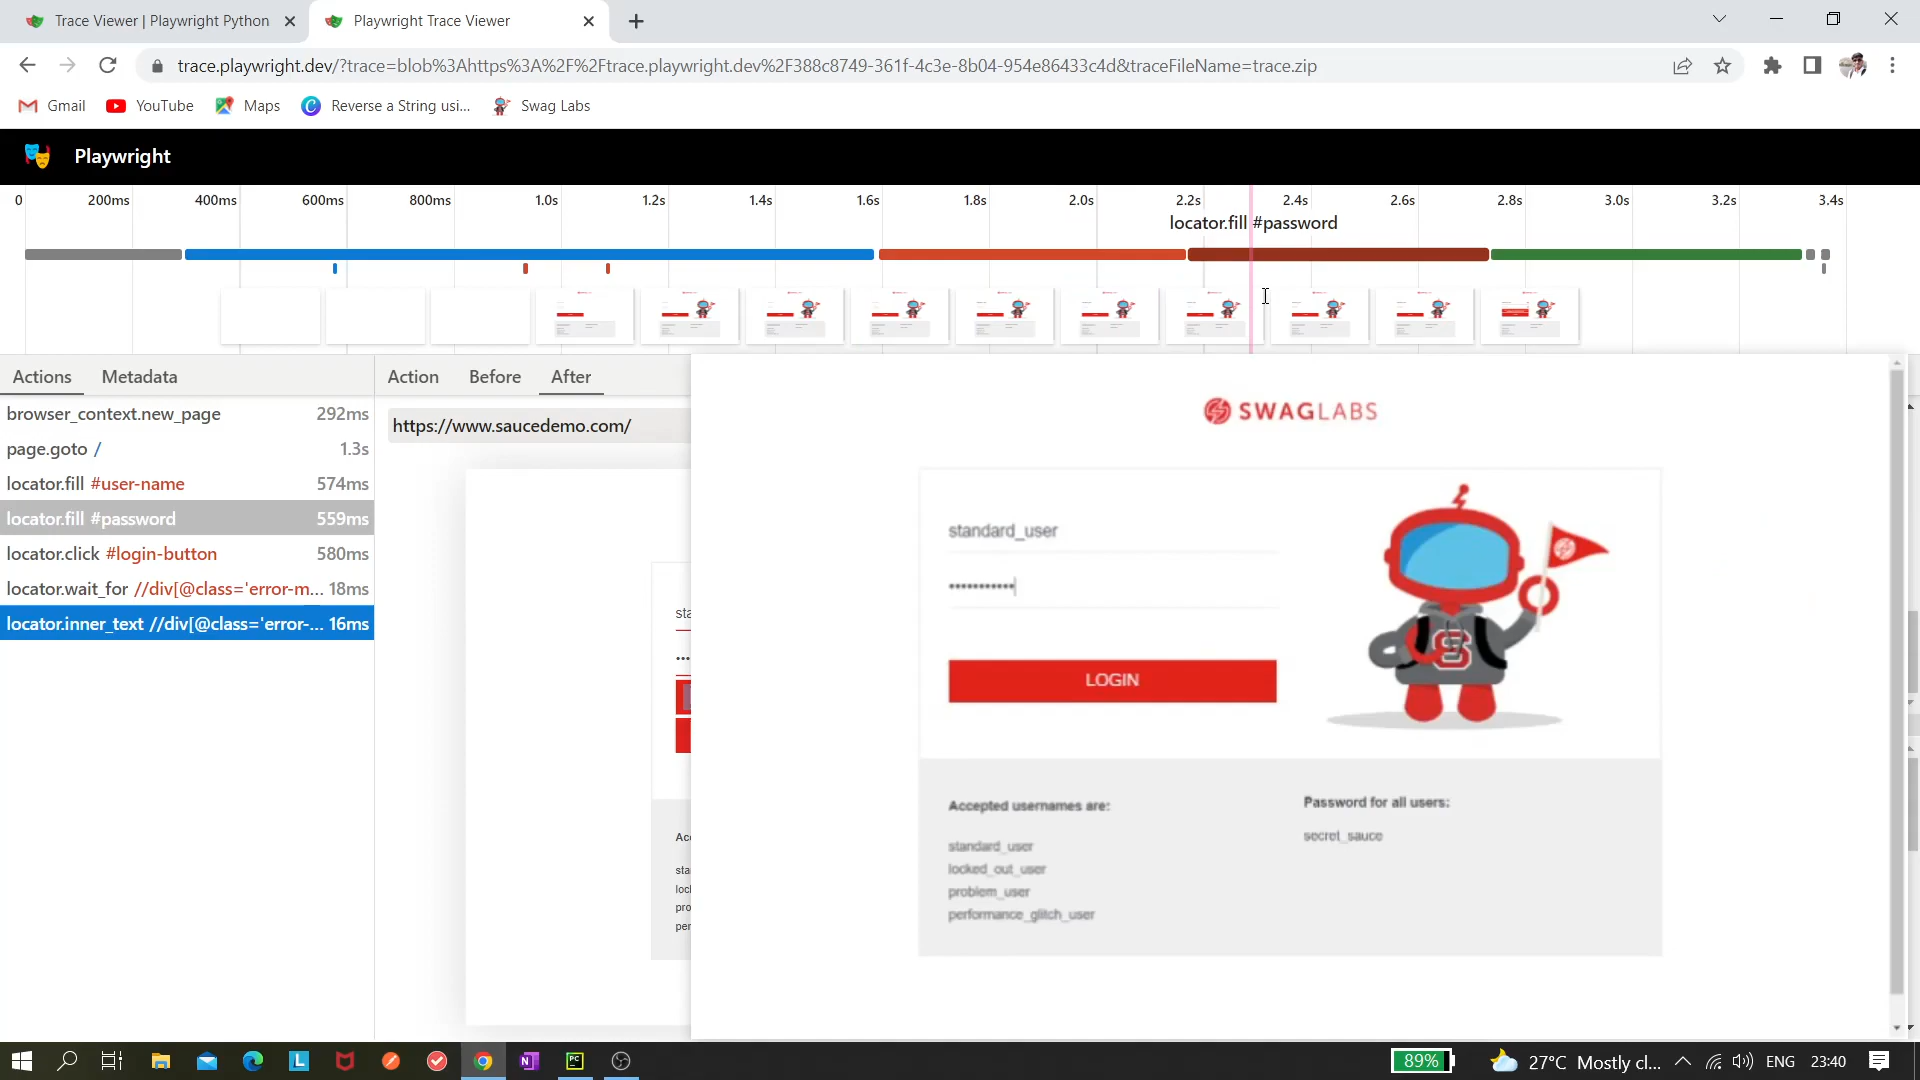 Trace Viewer | Playwright Python
Playwright Trace Viewer
trace.playwright.dev/?trace=blob%3Ahttps%3A%2F%2Ftrace.playwright.dev%2F388c8749-361f-4c3e-8b04-954e86433c4d&traceFileName=trace.zip
Gmail YouTube Maps Reverse a String usi... Swag Labs
Playwright
0 200ms 400ms 600ms 800ms 1.0s 1.2s 1.4s 1.6s 1.8s 2.0s 2.2s 2.4s 2.6s 2.8s 3.0s 3.2s 3.4s
locator.fill #password
Actions Metadata
Action Before After
browser_context.new_page 292ms
page.goto / 1.3s
locator.fill #user-name 574ms
locator.fill #password 559ms
locator.click #login-button 580ms
locator.wait_for //div[@class='error-m... 18ms
locator.inner_text //div[@class='error-... 16ms
https://www.saucedemo.com/
sta
•••
Acc
sta
loc
pro
per
SWAGLABS
standard_user
•••••••••••
LOGIN
Accepted usernames are:
standard_user
locked_out_user
problem_user
performance_glitch_user
Password for all users:
secret_sauce
89% 27°C Mostly cl... ENG 23:40